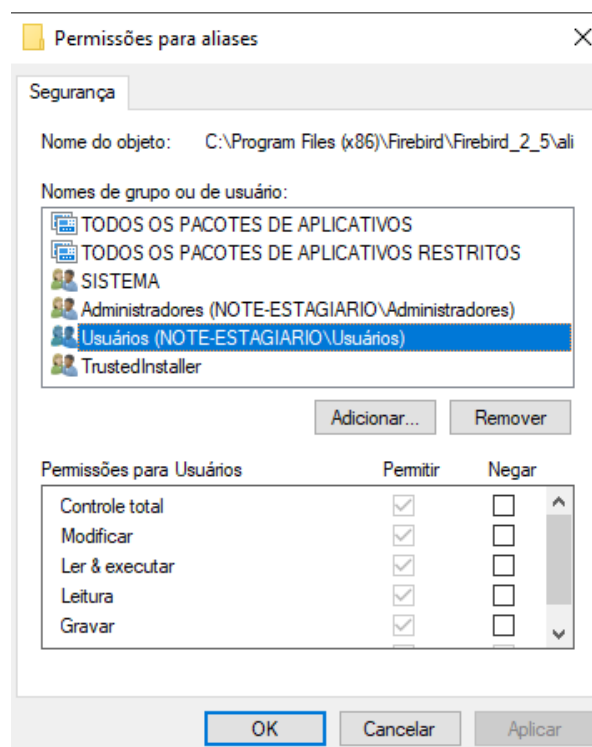 Permissões para aliases
Segurança
Nome do objeto: C:\Program Files (x86)\Firebird\Firebird_2_5\ali
Nomes de grupo ou de usuário:
TODOS OS PACOTES DE APLICATIVOS
TODOS OS PACOTES DE APLICATIVOS RESTRITOS
SISTEMA
Administradores (NOTE-ESTAGIARIO\Administradores)
Usuários (NOTE-ESTAGIARIO\Usuários)
TrustedInstaller
Adicionar... Remover
Permissões para Usuários Permitir Negar
Controle total
Modificar
Ler & executar
Leitura
Gravar
OK Cancelar Aplicar